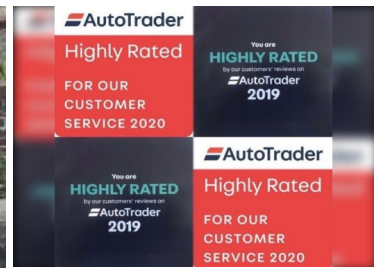 AutoTrader
Highly Rated
FOR OUR
CUSTOMER
SERVICE 2020
You are
HIGHLY RATED
by our customers' reviews on
AutoTrader
2019
You are
HIGHLY RATED
by our customers' reviews on
AutoTrader
2019
AutoTrader
Highly Rated
FOR OUR
CUSTOMER
SERVICE 2020